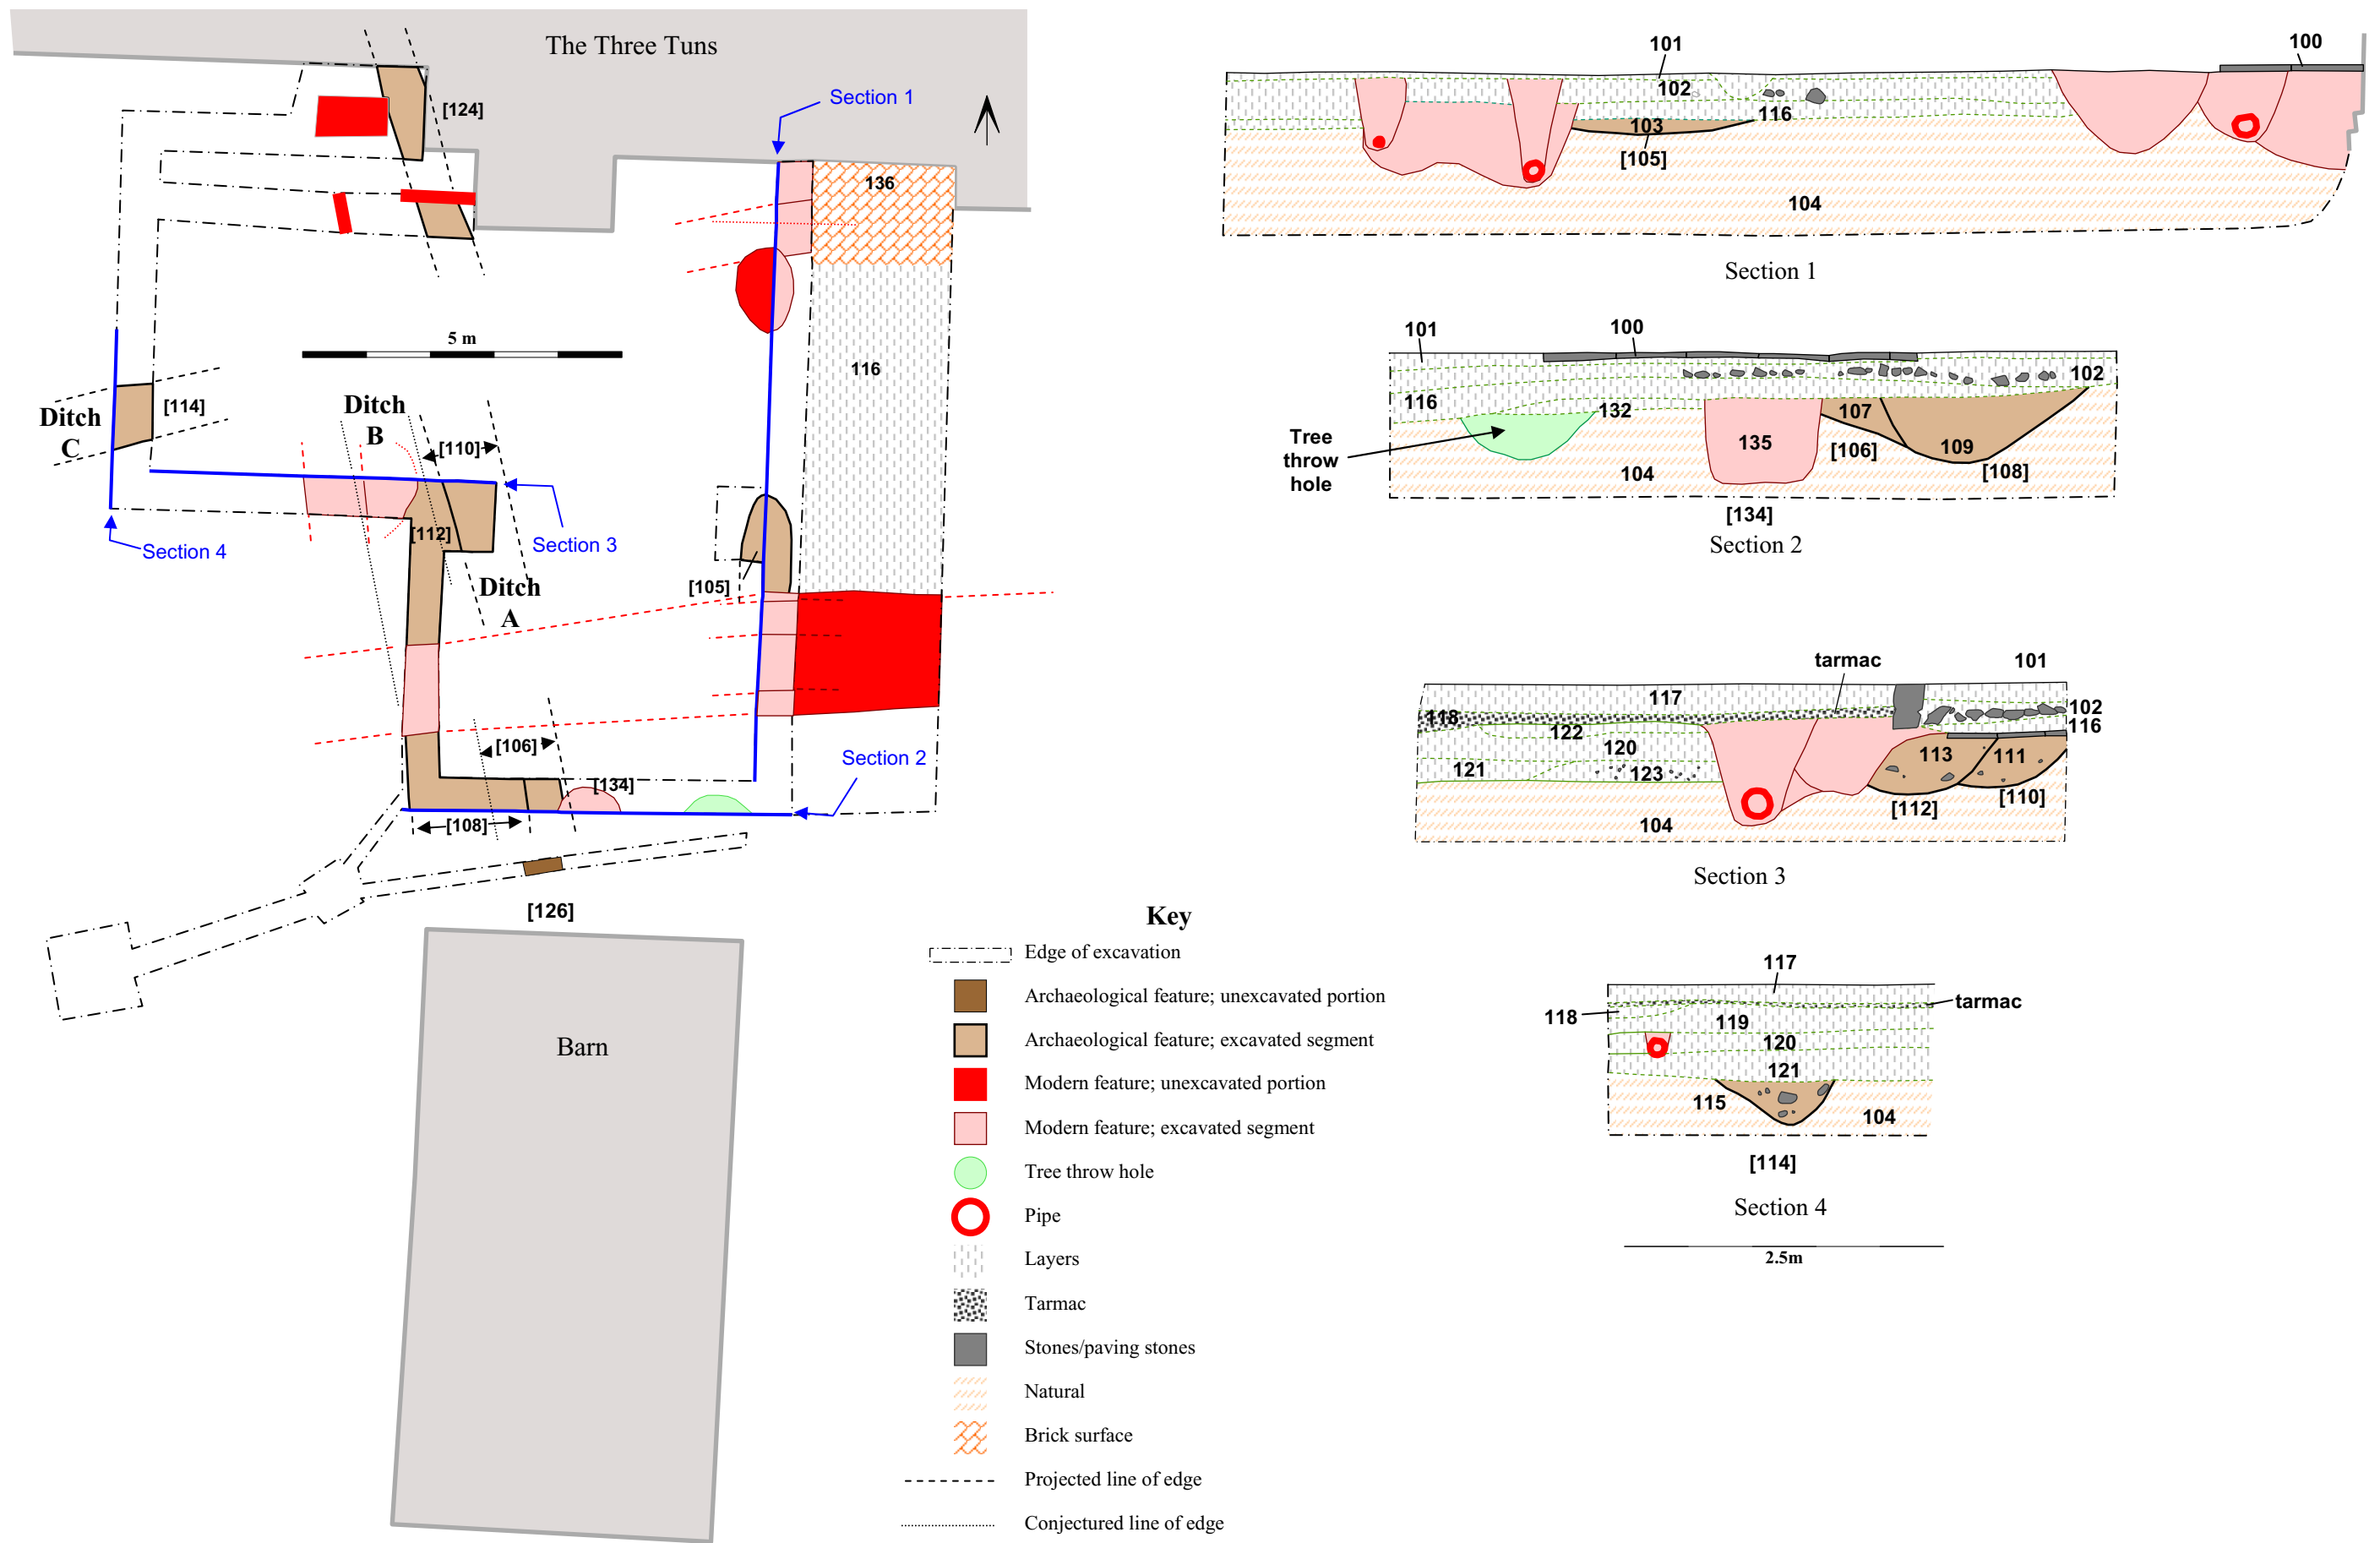 The Three Tuns
Section 1
[124]
136
5 m
116
Ditch
C
[114]
Ditch
B
[110]
Section 4
[112]
Section 3
[105]
Ditch
A
[106]
[134]
Section 2
[108]
[126]
Barn
101
100
102
116
103
[105]
104
Section 1
101
100
102
116
132
107
Tree
throw
hole
135
109
[106]
[108]
104
[134]
Section 2
tarmac
101
117
118
102
116
122
120
113
111
121
123
[112]
[110]
104
Section 3
117
118
tarmac
119
120
121
115
104
[114]
Section 4
2.5m
Key
Edge of excavation
Archaeological feature; unexcavated portion
Archaeological feature; excavated segment
Modern feature; unexcavated portion
Modern feature; excavated segment
Tree throw hole
Pipe
Layers
Tarmac
Stones/paving stones
Natural
Brick surface
Projected line of edge
Conjectured line of edge